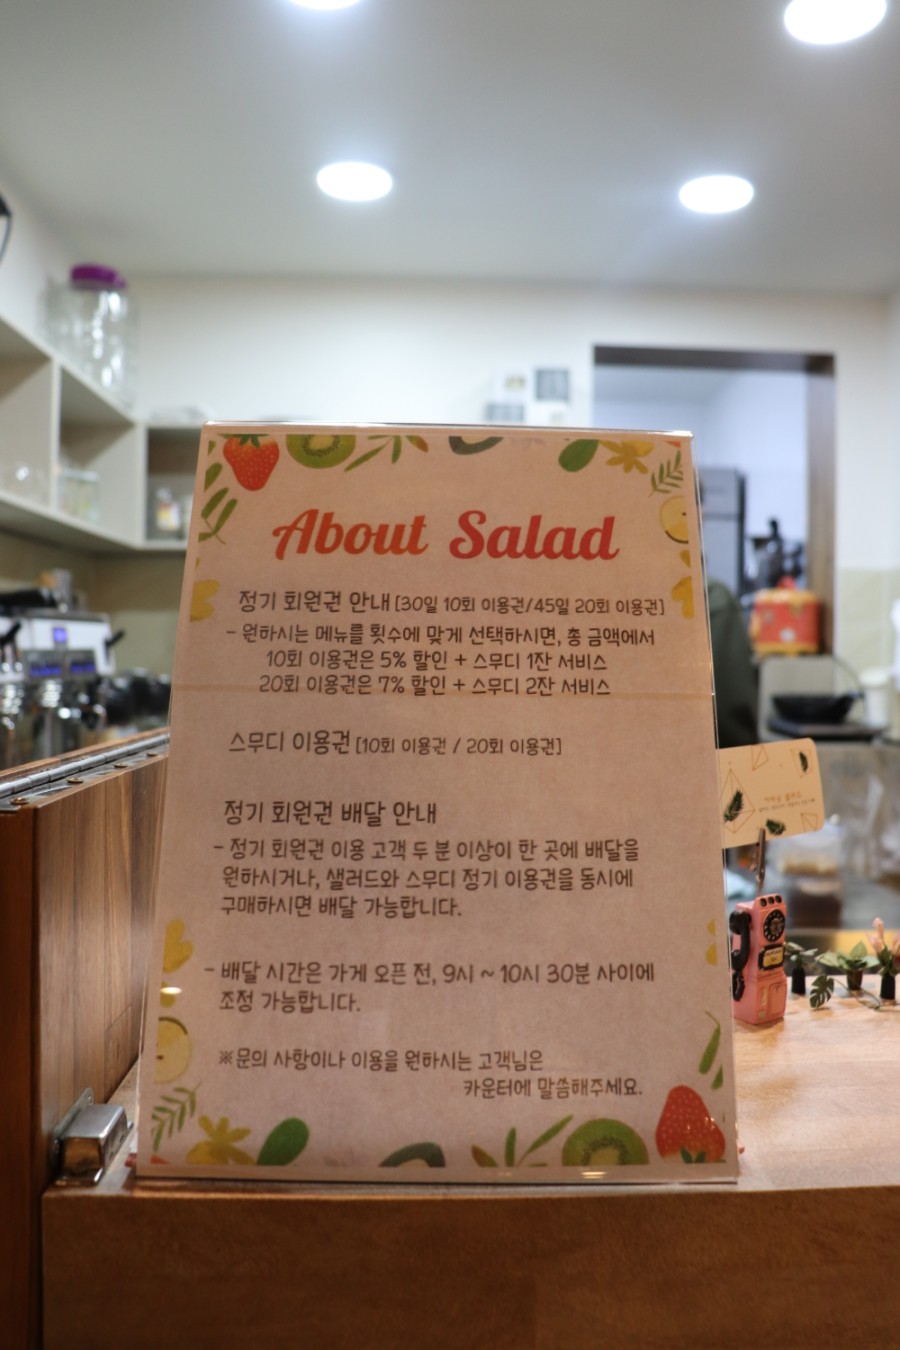 About Salad
정기 회원권 안내 [30일 10회 이용권/45일 20회 이용권]
- 원하시는 메뉴를 횟수에 맞게 선택하시면, 총 금액에서
10회 이용권은 5% 할인 + 스무디 1잔 서비스
20회 이용권은 7% 할인 + 스무디 2잔 서비스
스무디 이용권 [10회 이용권 / 20회 이용권]
정기 회원권 배달 안내
- 정기 회원권 이용 고객 두 분 이상이 한 곳에 배달을
원하시거나, 샐러드와 스무디 정기 이용권을 동시에
구매하시면 배달 가능합니다.
- 배달 시간은 가게 오픈 전, 9시 ~ 10시 30분 사이에
조정 가능합니다.
※문의 사항이나 이용을 원하시는 고객님은
카운터에 말씀해주세요.